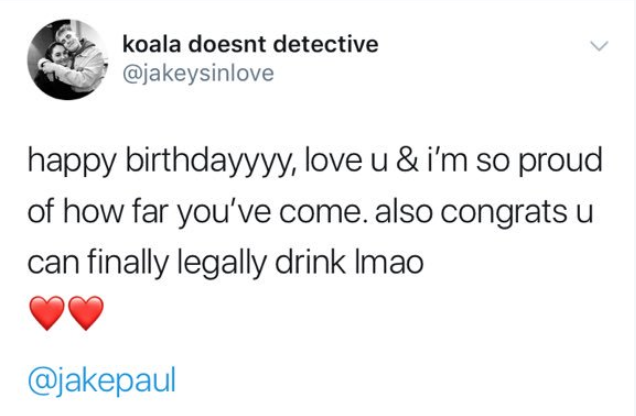 koala doesnt detective
@jakeysinlove
happy birthdayyyy, love u & i'm so proud
of how far you've come. also congrats u
can finally legally drink lmao
❤️❤️
@jakepaul